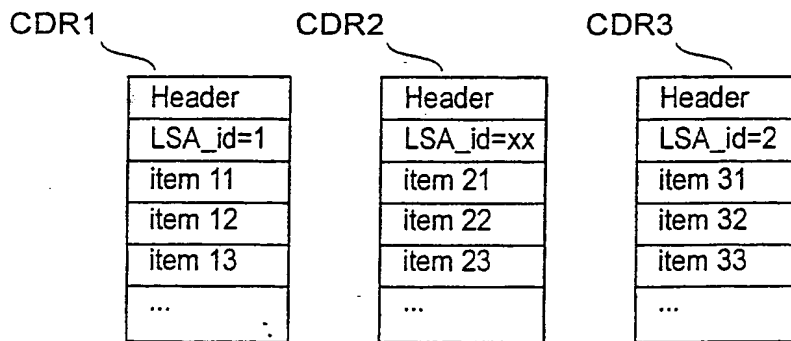 CDR1 CDR2 CDR3
Header Header Header
LSA_id=1 LSA_id=xx LSA_id=2
item 11 item 21 item 31
item 12 item 22 item 32
item 13 item 23 item 33
... ... ...